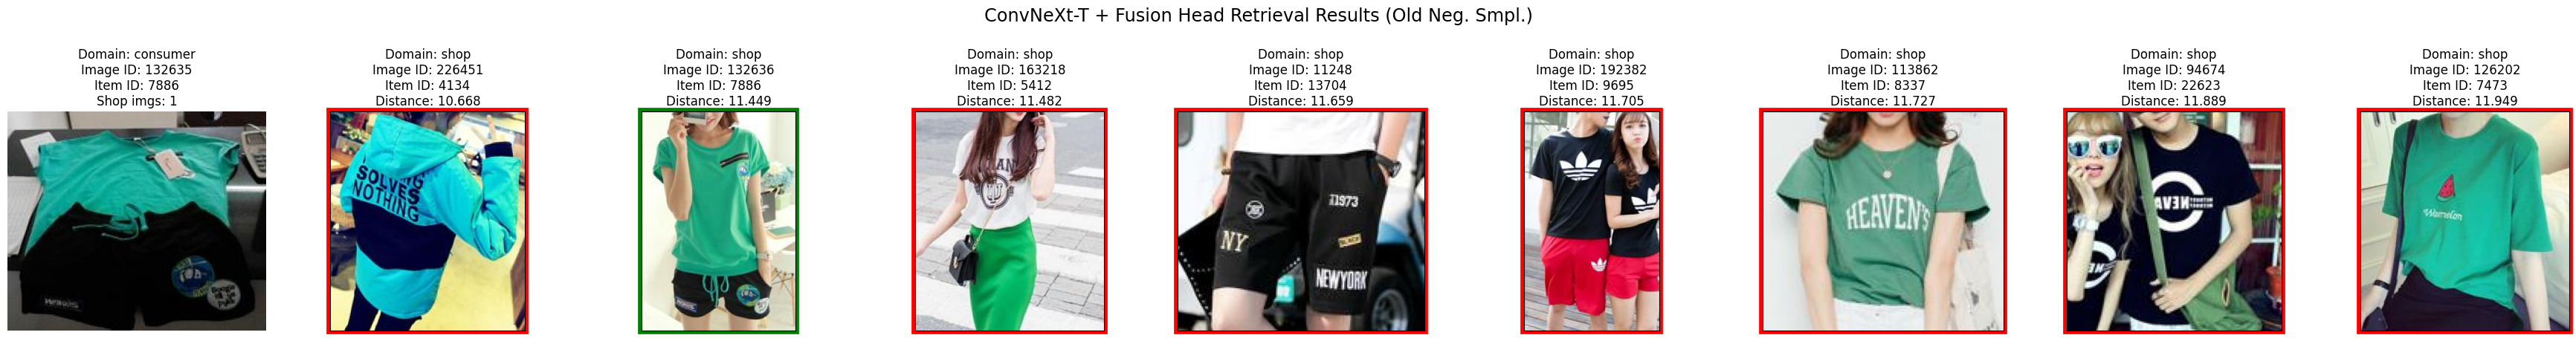 ConvNeXt-T + Fusion Head Retrieval Results (Old Neg. Smpl.)
Domain: consumer
Image ID: 132635
Item ID: 7886
Shop imgs: 1
Domain: shop
Image ID: 226451
Item ID: 4134
Distance: 10.668
SOLVES
NOTHING
Domain: shop
Image ID: 132636
Item ID: 7886
Distance: 11.449
Domain: shop
Image ID: 163218
Item ID: 5412
Distance: 11.482
Domain: shop
Image ID: 11248
Item ID: 13704
Distance: 11.659
1973
NY
BLACK
NEWYORK
Domain: shop
Image ID: 192382
Item ID: 9695
Distance: 11.705
Domain: shop
Image ID: 113862
Item ID: 8337
Distance: 11.727
HEAVEN'S
Domain: shop
Image ID: 94674
Item ID: 22623
Distance: 11.889
Domain: shop
Image ID: 126202
Item ID: 7473
Distance: 11.949
Watermelon